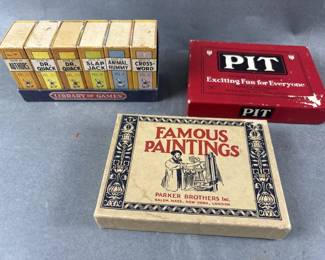 AUTHORS
DR. QUACK
DR. QUACK
SLAP JACK
ANIMAL RUMMY
CROSS-WORD
LIBRARY OF GAMES
PIT
Exciting Fun for Everyone
PIT
FAMOUS
PAINTINGS
PARKER BROTHERS Inc.
SALEM, MASS., NEW YORK, LONDON